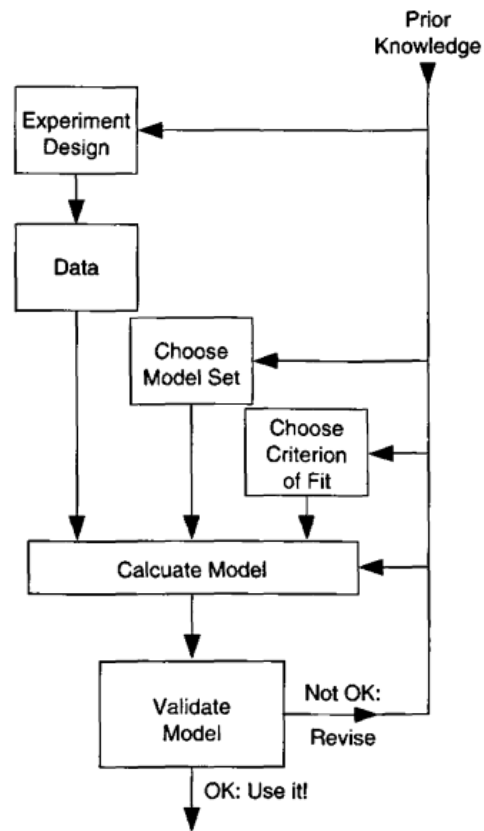 Prior
Knowledge
Experiment
Design
Data
Choose
Model Set
Choose
Criterion
of Fit
Calcuate Model
Validate
Model
Not OK:
Revise
OK: Use it!